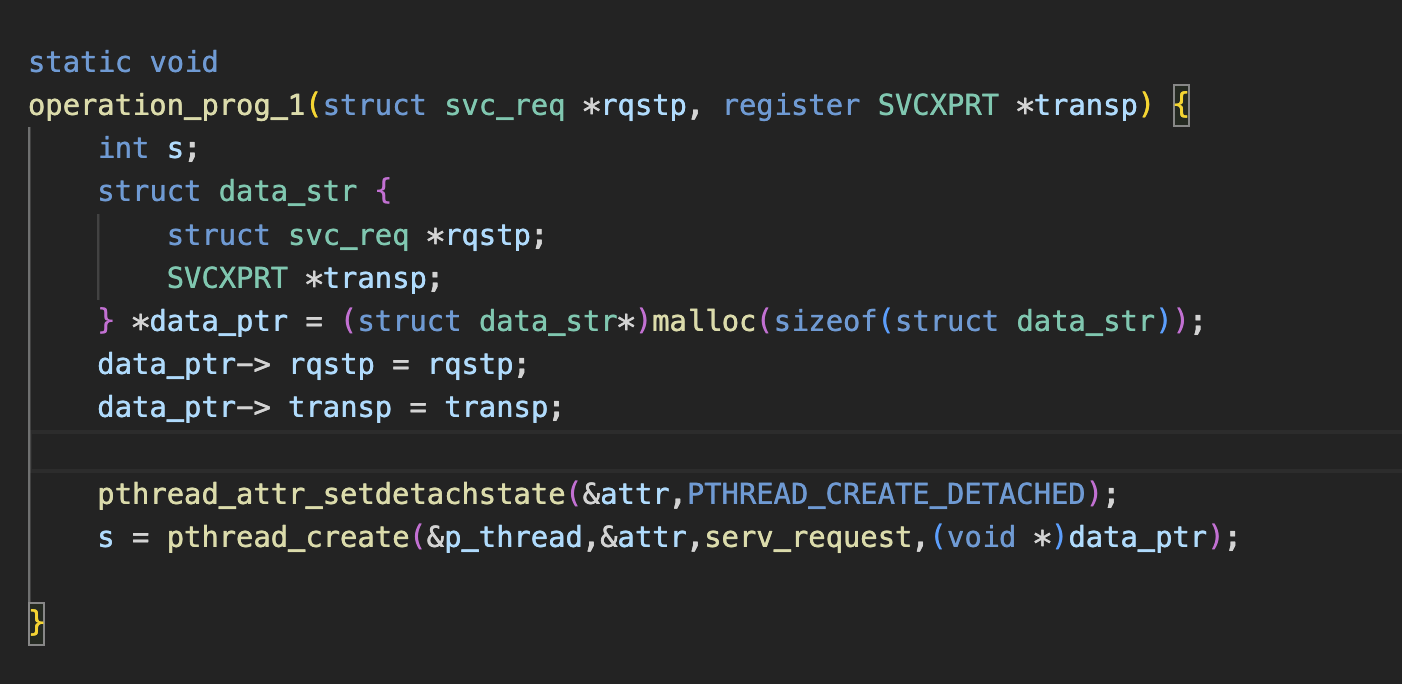 static void
operation_prog_1(struct svc_req *rqstp, register SVCXPRT *transp) {
    int s;
    struct data_str {
        struct svc_req *rqstp;
        SVCXPRT *transp;
    } *data_ptr = (struct data_str*)malloc(sizeof(struct data_str));
    data_ptr-> rqstp = rqstp;
    data_ptr-> transp = transp;

    pthread_attr_setdetachstate(&attr,PTHREAD_CREATE_DETACHED);
    s = pthread_create(&p_thread,&attr,serv_request,(void *)data_ptr);

}